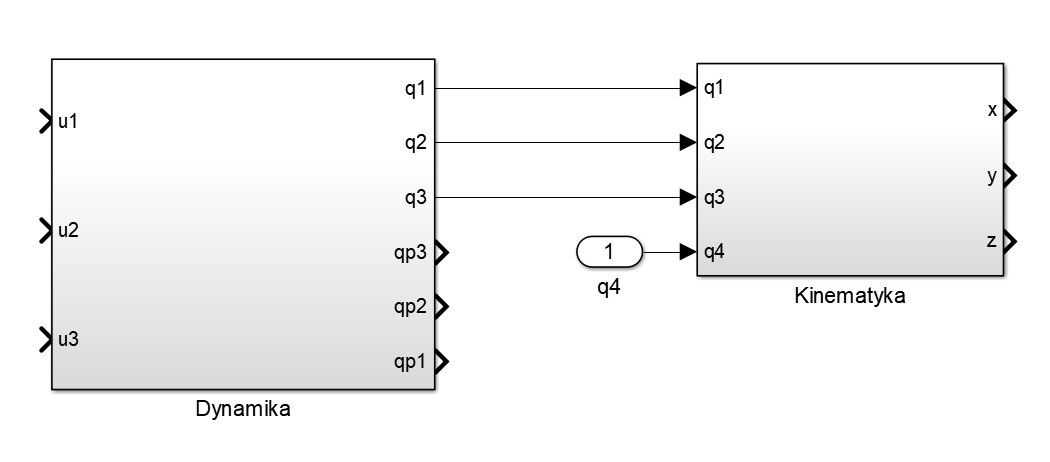 u1
u2
u3
q1
q2
q3
qp3
qp2
qp1
Dynamika
1
q4
q1
q2
q3
q4
x
y
z
Kinematyka